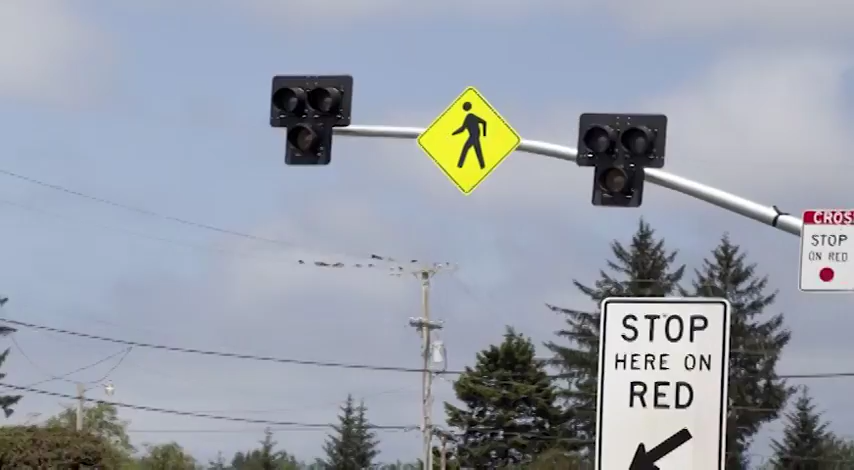 CROS
STOP
ON RED
STOP
HERE ON
RED